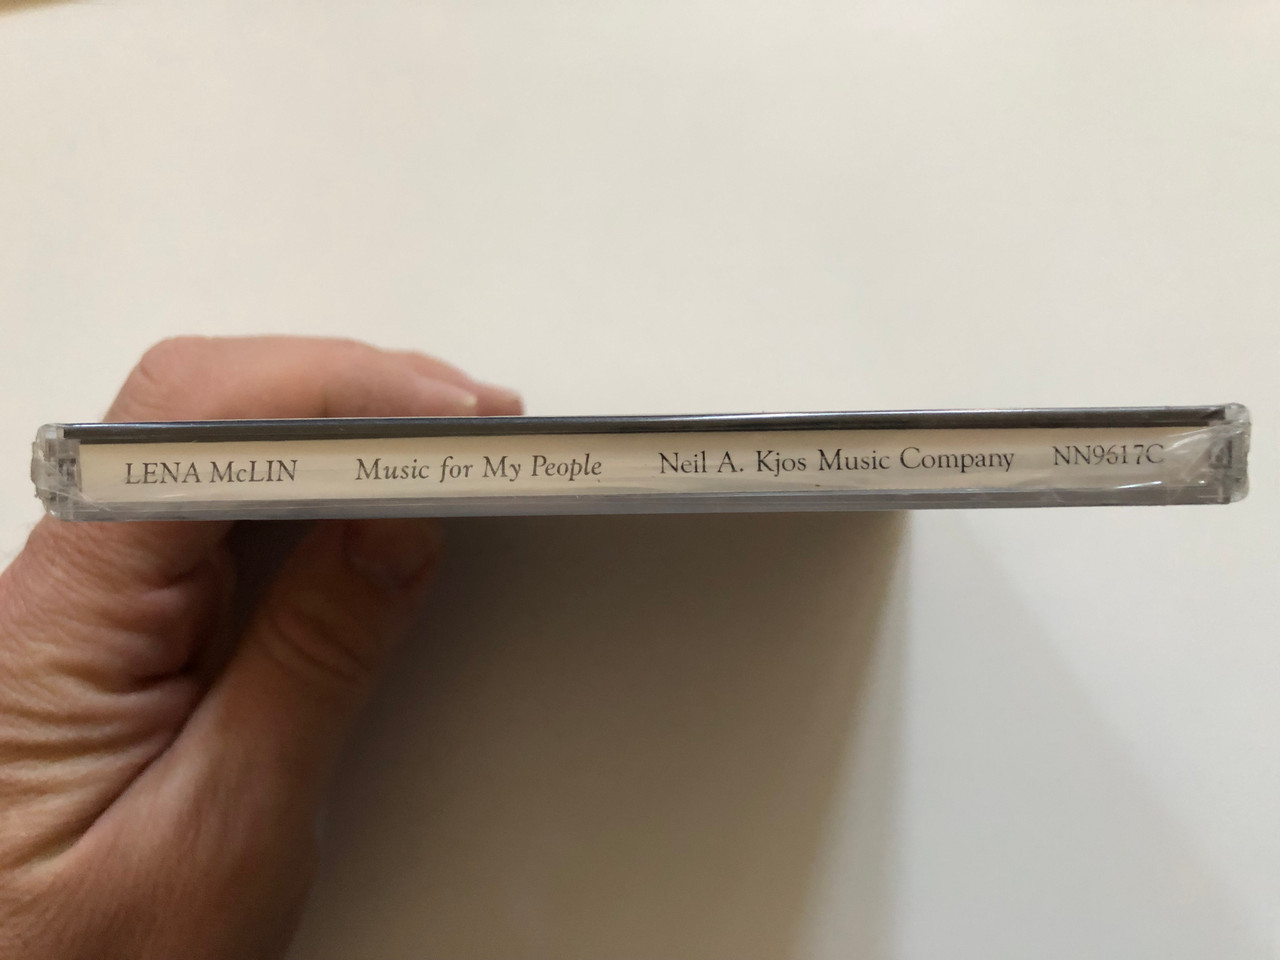 LENA McLIN Music for My People Neil A. Kjos Music Company NN9617C